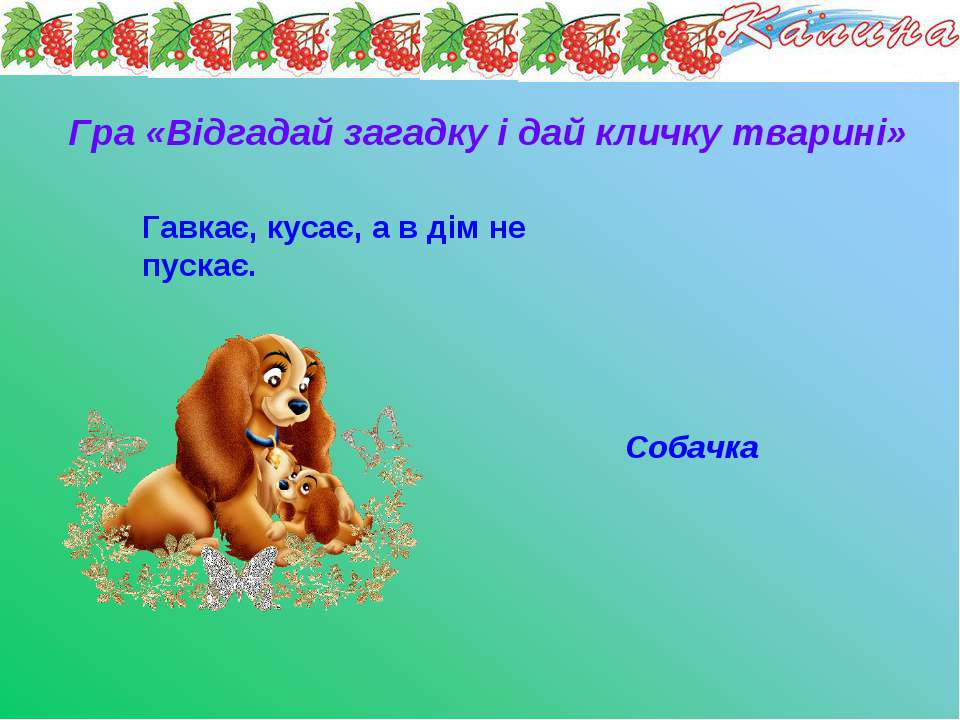 Калина
Гра «Відгадай загадку і дай кличку тварині»
Гавкає, кусає, а в дім не
пускає.
Собачка